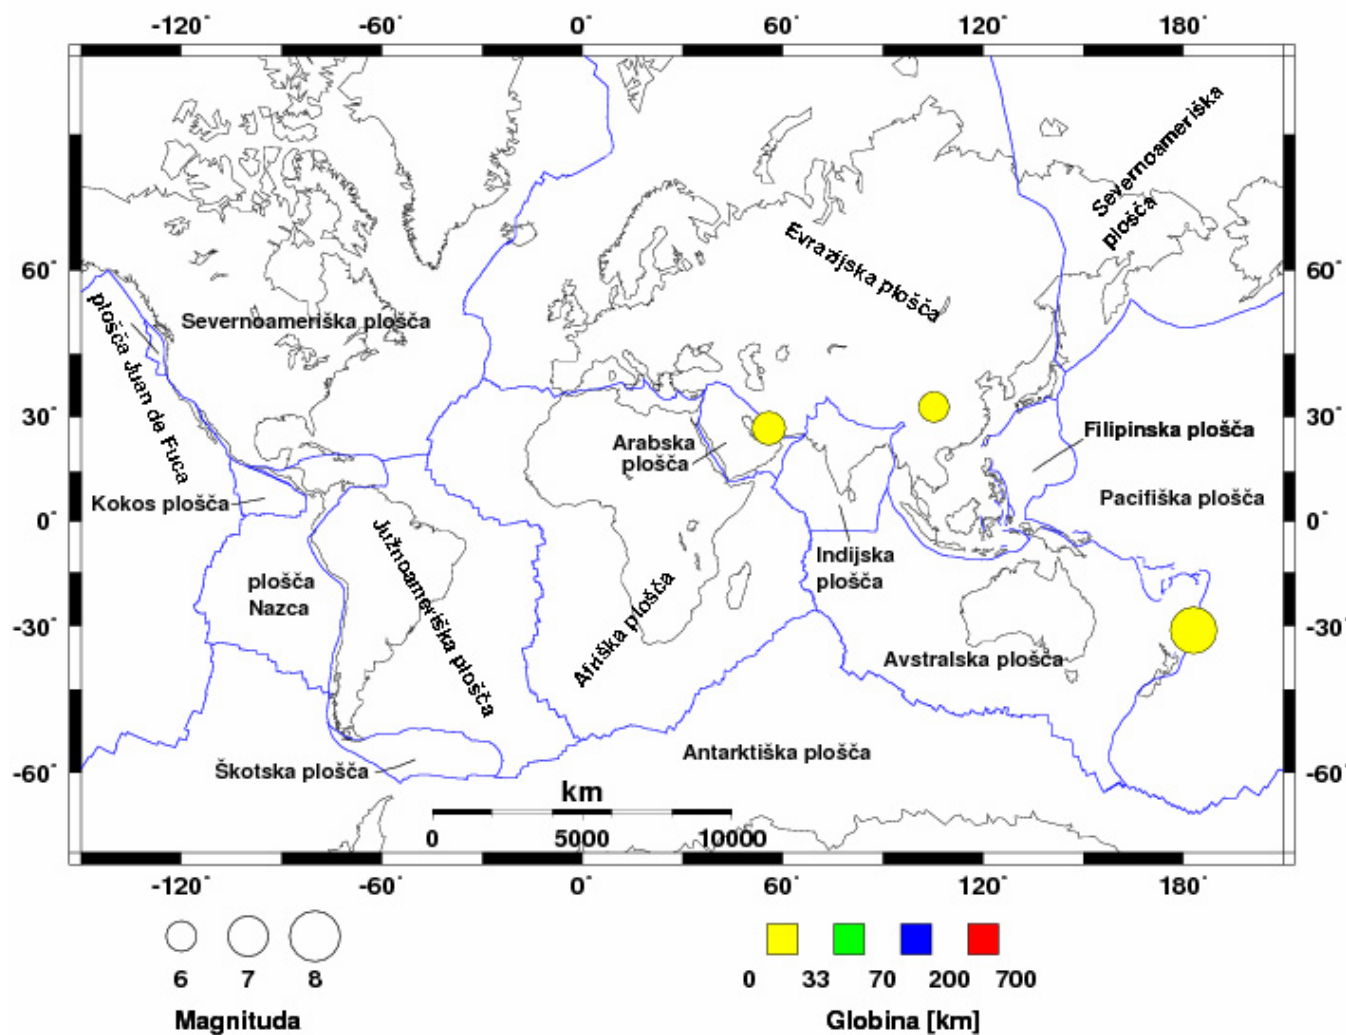 -120° -60° 0° 60° 120° 180°
60° 60°
30° 30°
0° 0°
-30° -30°
-60° -60°
Severnoameriška
plošča
Evrazijska plošča
Severnoameriška plošča
plošča Juan de Fuca
Arabska
plošča
Filipinska plošča
Kokos plošča
Pacifiška plošča
Južnoameriška plošča
Indijska
plošča
plošča
Nazca
Afriška plošča
Avstralska plošča
Antarktiška plošča
Škotska plošča
km
0 5000 10000
-120° -60° 0° 60° 120° 180°
6 7 8
Magnituda
0 33 70 200 700
Globina [km]